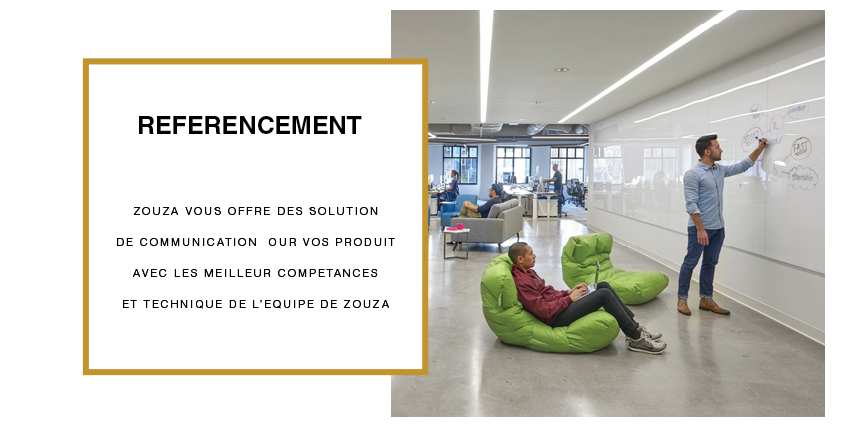 REFERENCEMENT
ZOUZA VOUS OFFRE DES SOLUTION
DE COMMUNICATION  OUR VOS PRODUIT
AVEC LES MEILLEUR COMPETANCES
ET TECHNIQUE DE L'EQUIPE DE ZOUZA
FAST